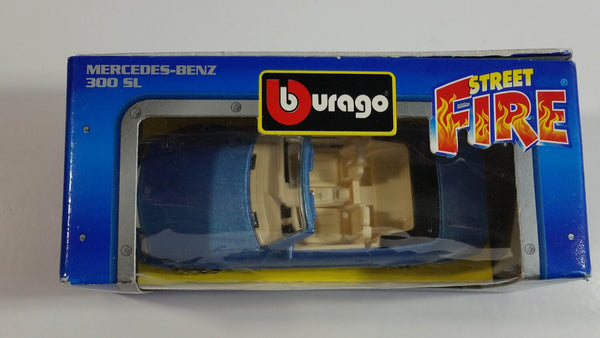 MERCEDES-BENZ
300 SL
burago
STREET
FIRE